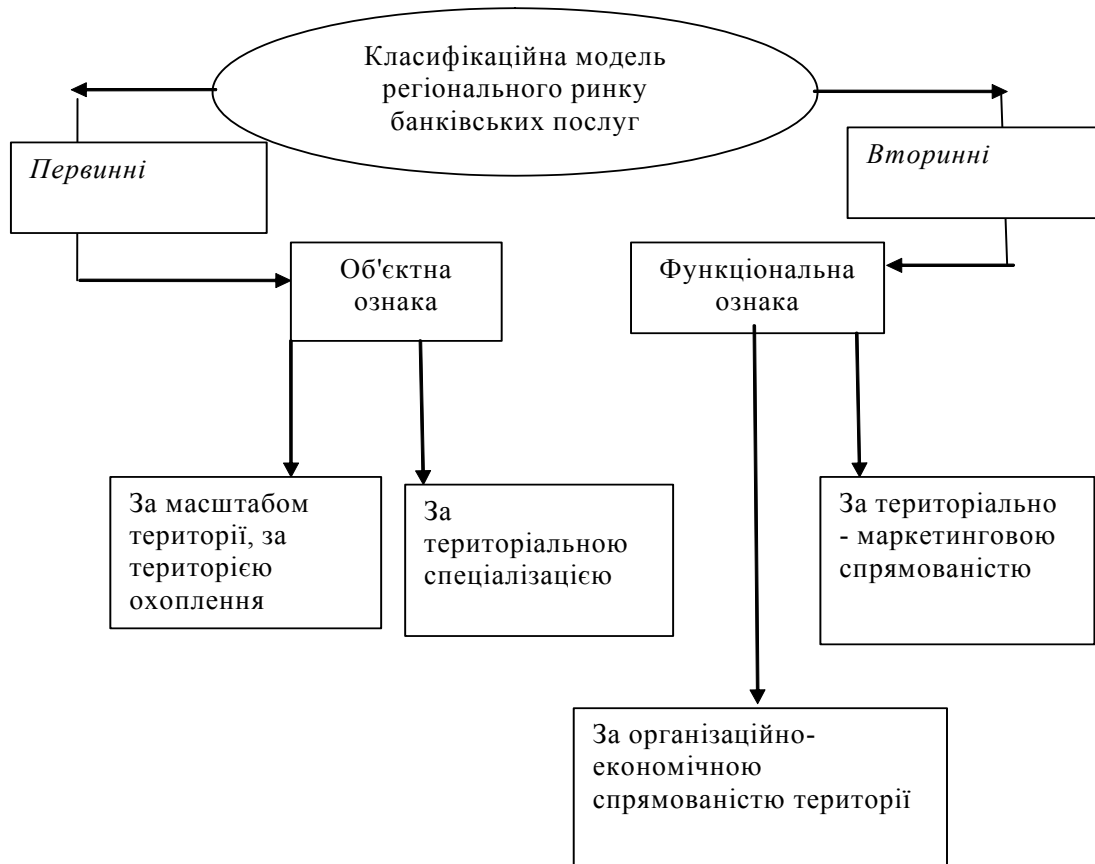 Класифікаційна модель
регіонального ринку
банківських послуг
Первинні
Вторинні
Об'єктна
ознака
Функціональна
ознака
За масштабом
території, за
територією
охоплення
За
територіальною
спеціалізацією
За територіально
- маркетинговою
спрямованістю
За організаційно-
економічною
спрямованістю території